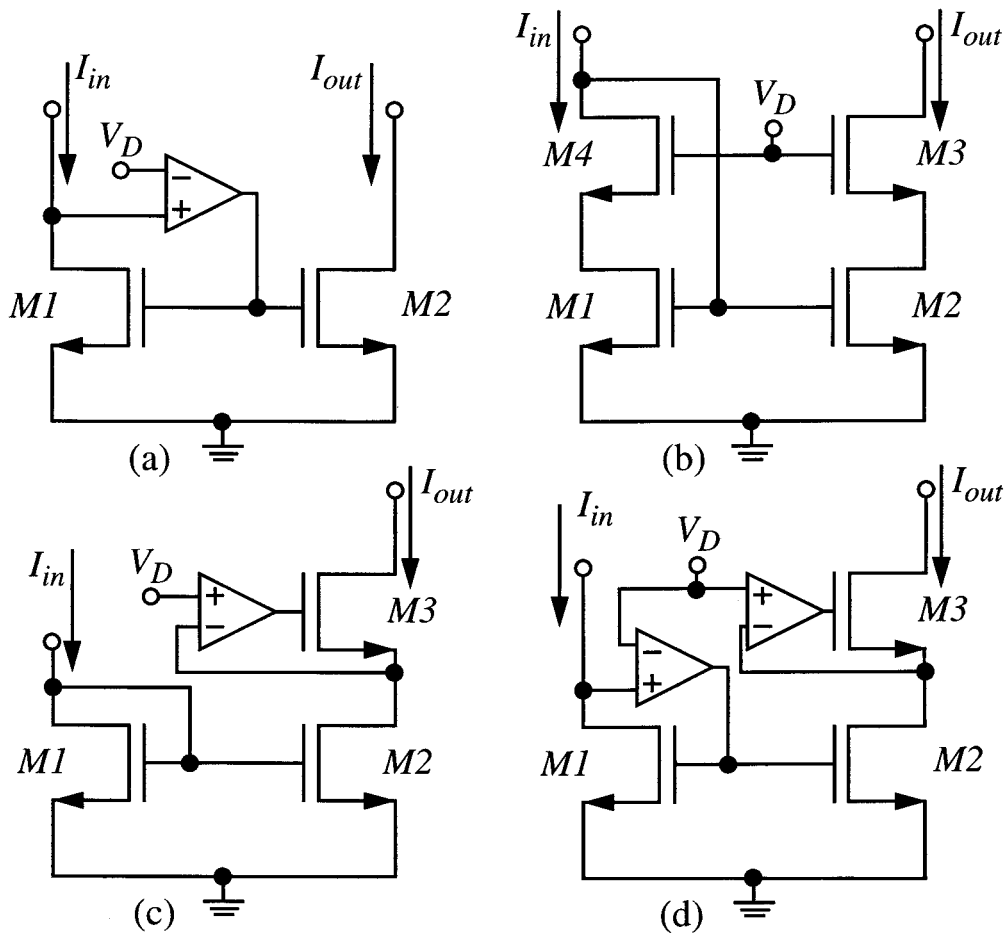 I_in
I_out
V_D
−
+
M1
M2
(a)
I_in
I_out
V_D
M4
M3
M1
M2
(b)
I_out
I_in
V_D
+
−
M3
M1
M2
(c)
I_in
I_out
V_D
+
−
M3
−
+
M1
M2
(d)